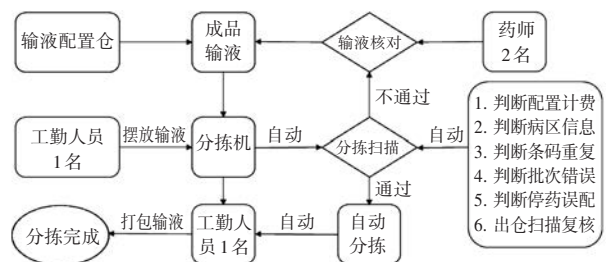 输液配置仓
成品
输液
输液核对
药师
2名
不通过
工勤人员
1名
摆放输液
分拣机
自动
分拣扫描
自动
1. 判断配置计费
2. 判断病区信息
3. 判断条码重复
4. 判断批次错误
5. 判断停药误配
6. 出仓扫描复核
通过
分拣完成
打包输液
工勤人
员1名
自动
自动
分拣